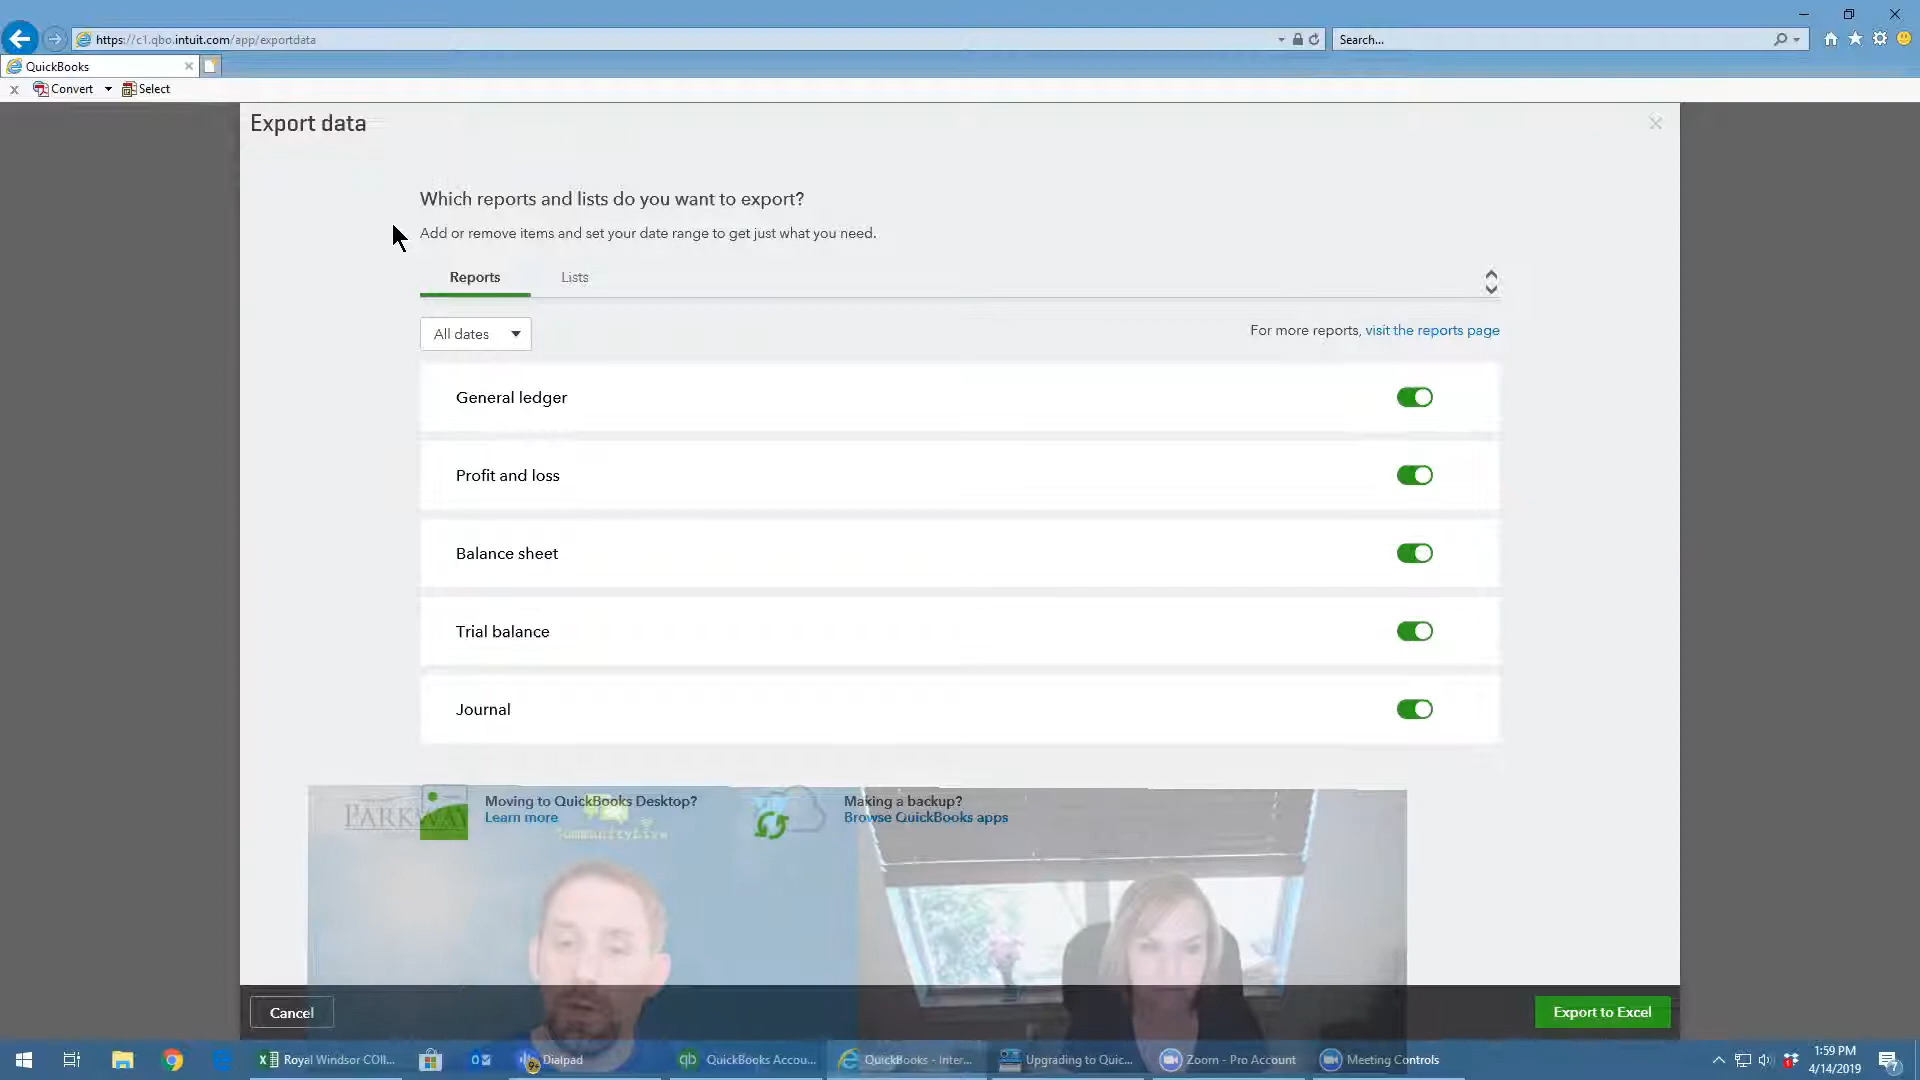 https://c1.qbo.intuit.com/app/exportdata
Search...
QuickBooks
Convert
Select
Export data
Which reports and lists do you want to export?
Add or remove items and set your date range to get just what you need.
Reports
Lists
All dates
For more reports, visit the reports page
General ledger
Profit and loss
Balance sheet
Trial balance
Journal
Moving to QuickBooks Desktop?
Learn more
Making a backup?
Browse QuickBooks apps
PARKWAY
CommunityLive
Cancel
Export to Excel
Royal Windsor COll...
Dialpad
QuickBooks Accou...
QuickBooks - Inter...
Upgrading to Quic...
Zoom - Pro Account
Meeting Controls
1:59 PM
4/14/2019